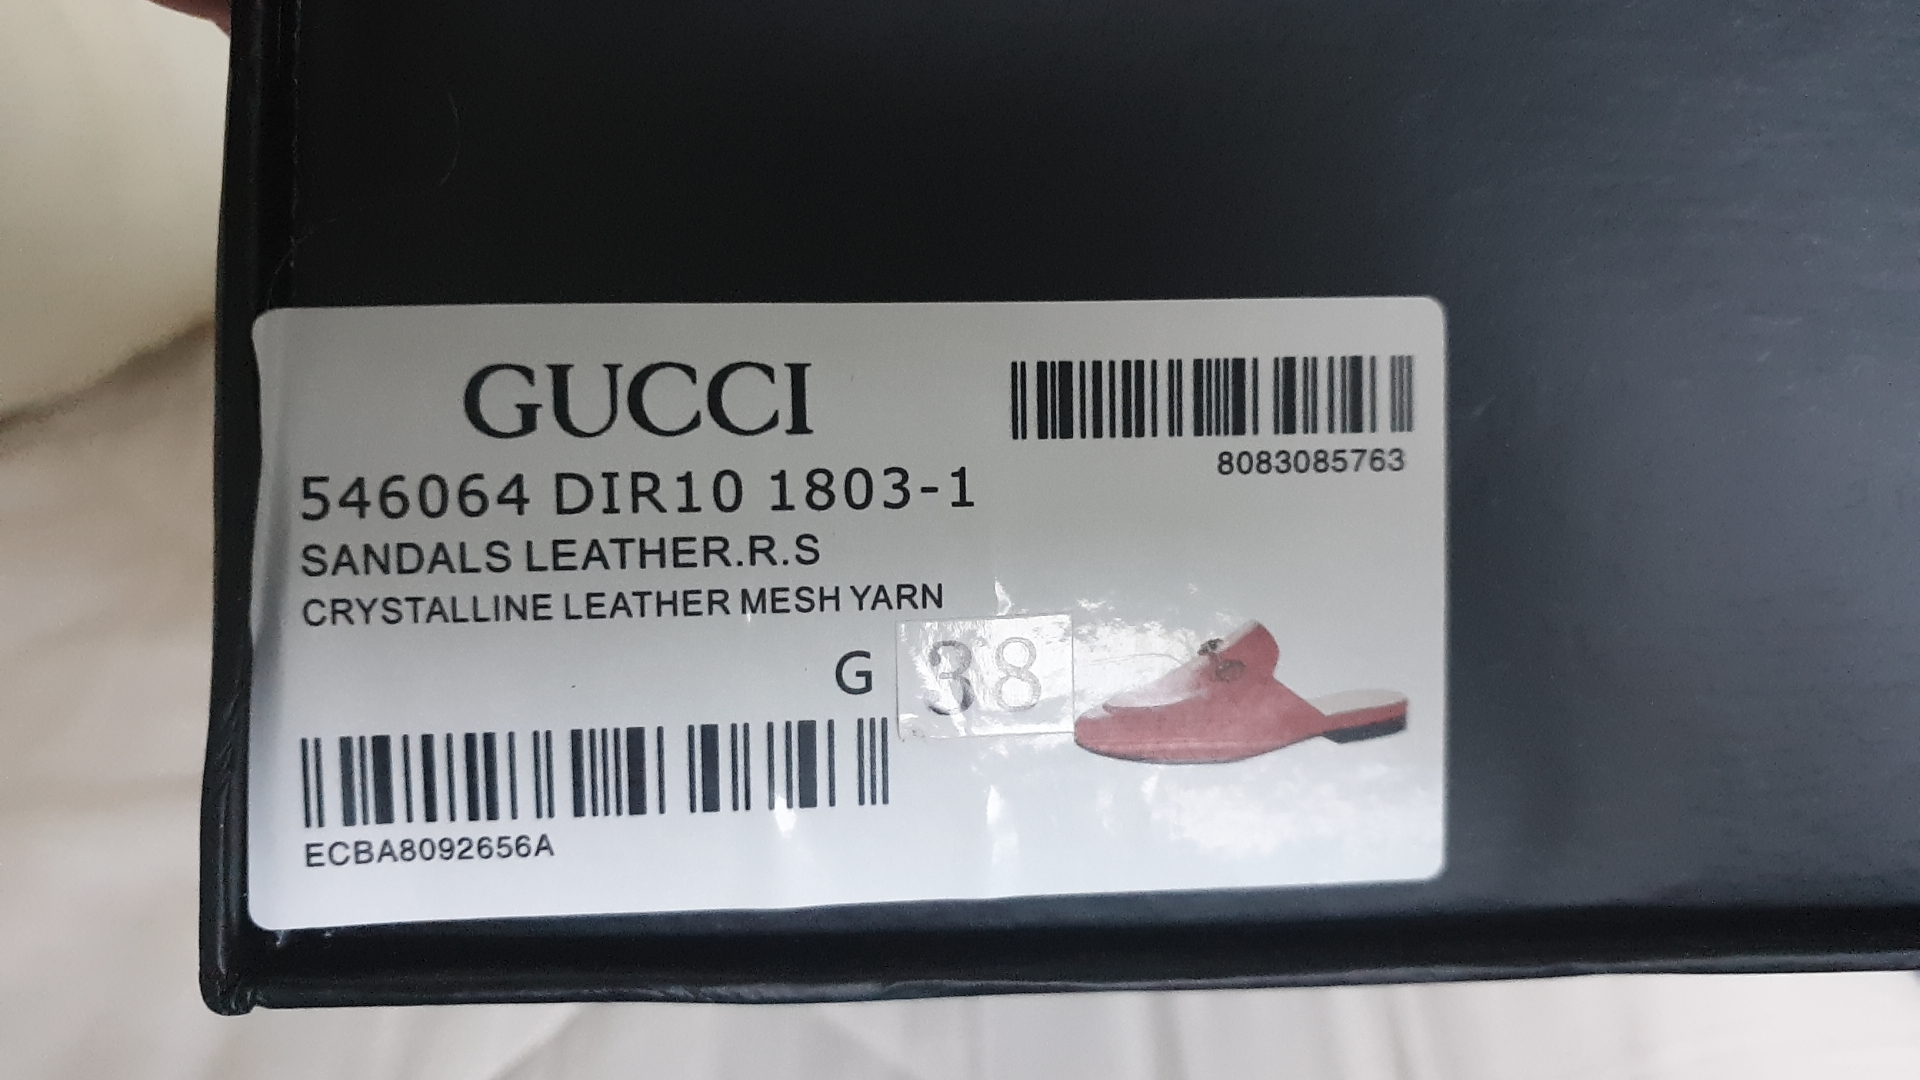 GUCCI
8083085763
546064 DIR10 1803-1
SANDALS LEATHER.R.S
CRYSTALLINE LEATHER MESH YARN
G 38
ECBA8092656A